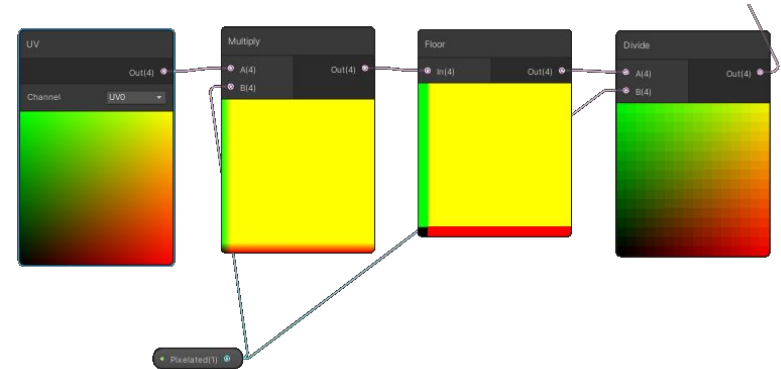 UV
Out(4)
Channel
UV0
Multiply
A(4)
Out(4)
B(4)
Floor
In(4)
Out(4)
Divide
A(4)
Out(4)
B(4)
Pixelated(1)